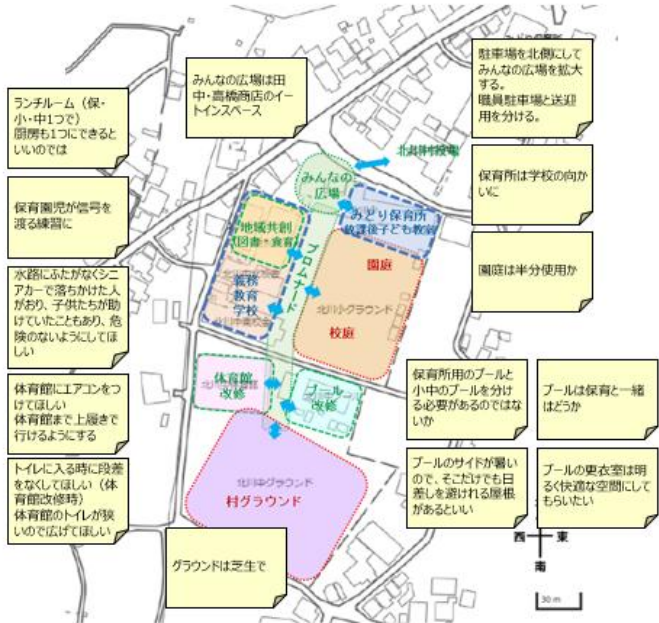 ランチルーム（保・
小・中1つで）
厨房も1つにできると
いいのでは
みんなの広場は田
中・高橋商店のイー
トインスペース
駐車場を北側にして
みんなの広場を拡大
する。
職員駐車場と送迎
用を分ける。
保育園児が信号を
渡る練習に
保育所は学校の向か
いに
水路にふたがなくシニ
アカーで落ちかけた人
がおり、子供たちが助
けていたこともあり、危
険のないようにしてほ
しい
園庭は半分使用か
体育館にエアコンをつ
けてほしい
体育館まで上履きで
行けるようにする
トイレに入る時に段差
をなくしてほしい（体
育館改修時）
体育館のトイレが狭
いので広げてほしい
保育所用のプールと
小中のプールを分け
る必要があるのではな
いか
プールは保育と一緒
はどうか
プールのサイドが暑い
ので、そこだけでも日
差しを避けれる屋根
があるといい
プールの更衣室は明
るく快適な空間にして
もらいたい
グラウンドは芝生で
北川村役場
みんなの
広場
みどり保育所
放課後子ども教室
地域共創
（図書・食育）
プロムナード
義務
教育
学校
園庭
北川小グラウンド
校庭
体育館
改修
プール
改修
北川中グラウンド
村グラウンド
西
東
南
30 m